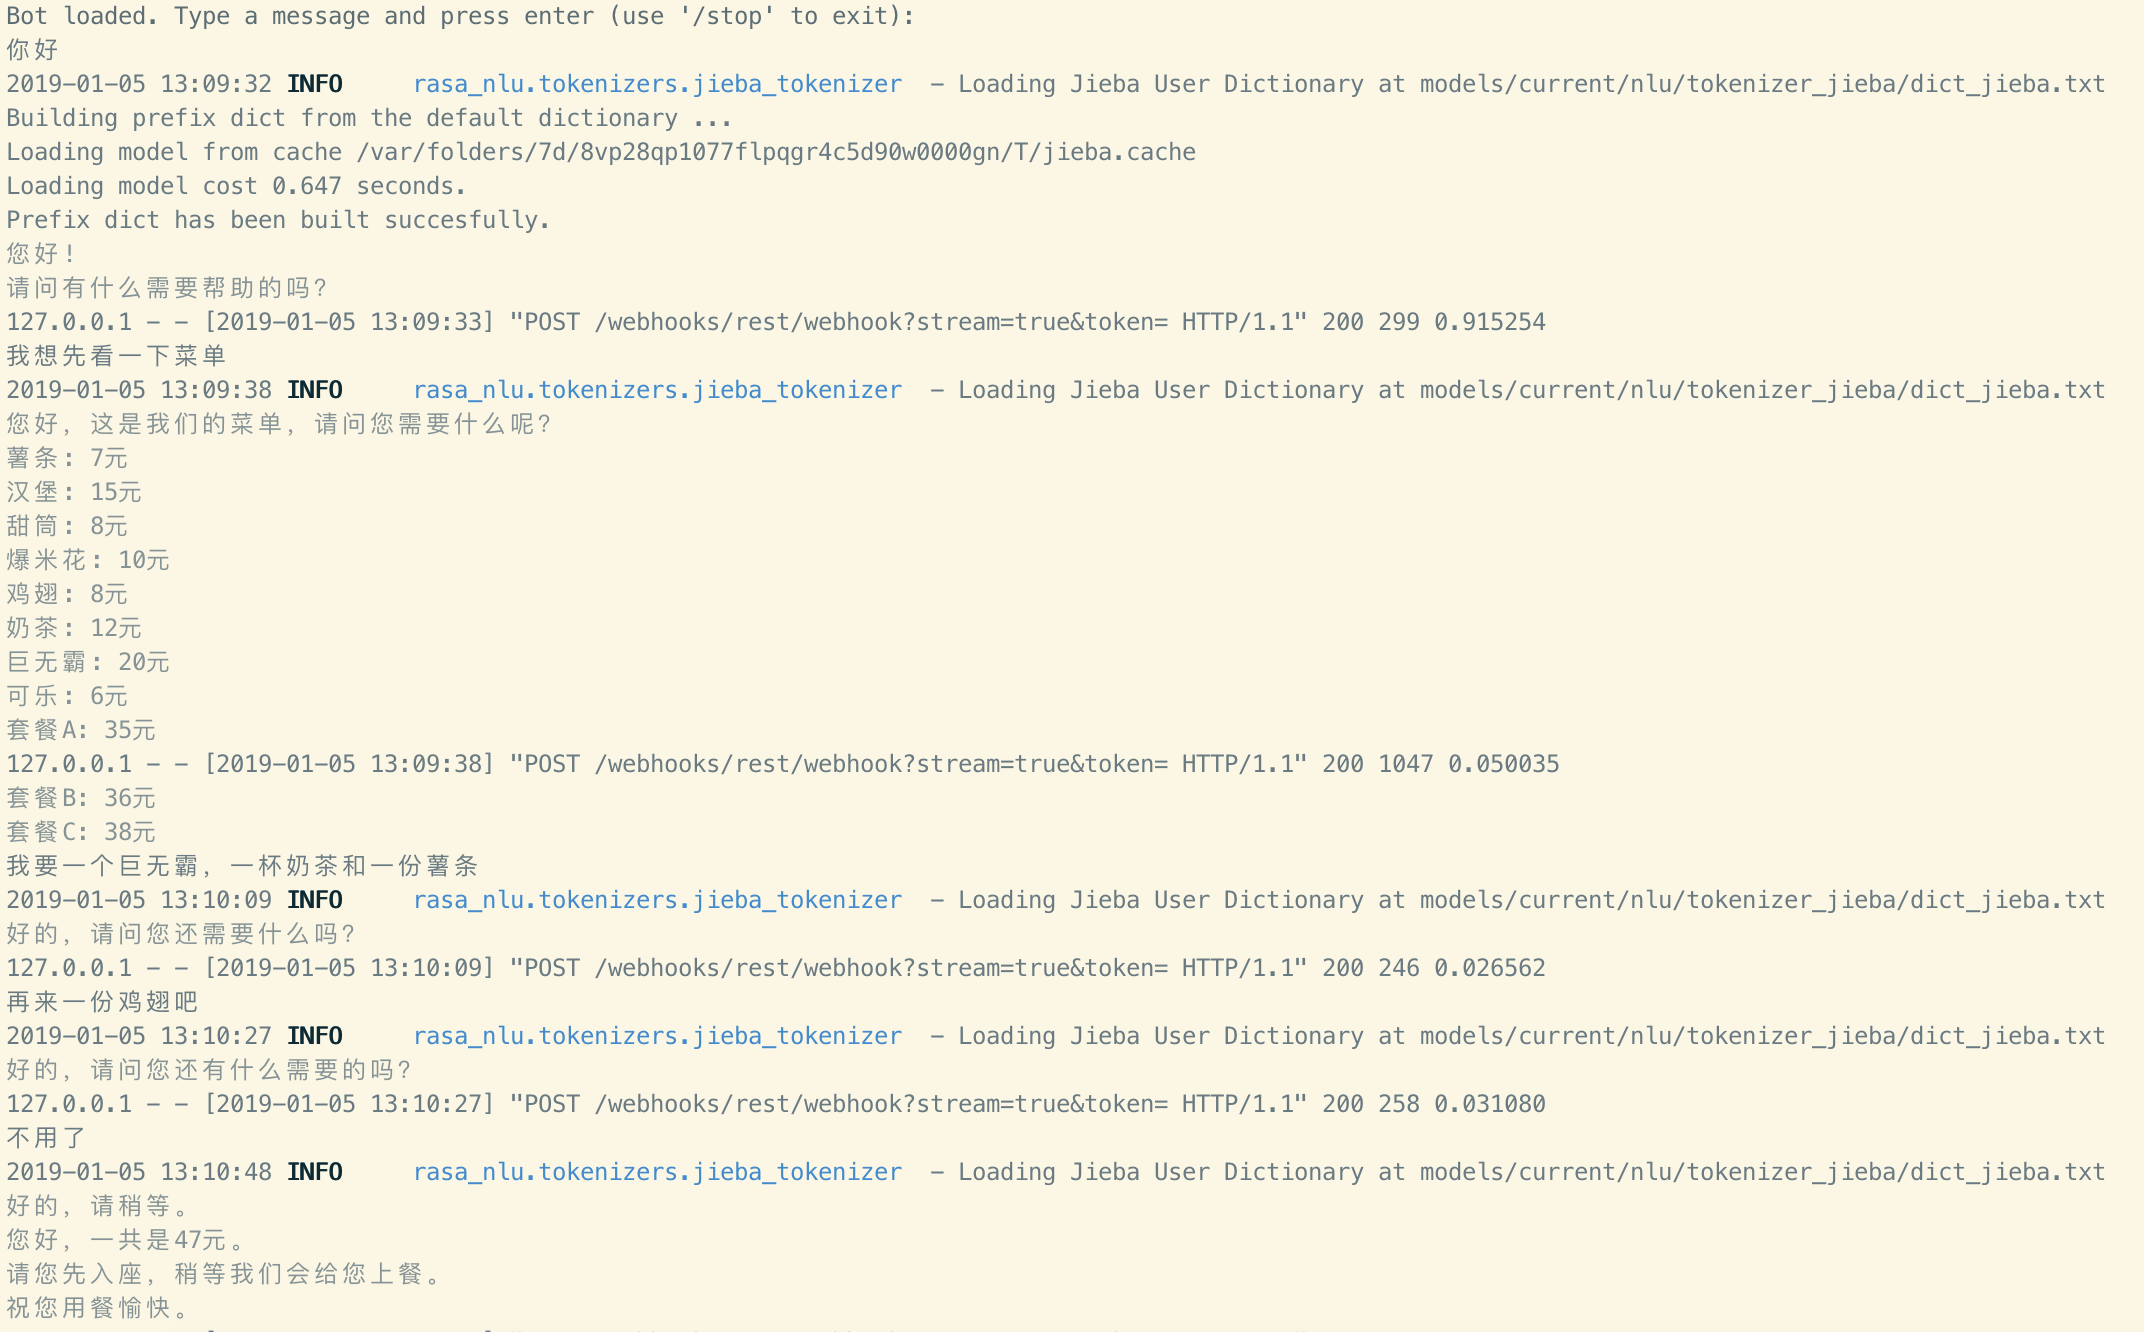 Bot loaded. Type a message and press enter (use '/stop' to exit):
你好
2019-01-05 13:09:32 INFO     rasa_nlu.tokenizers.jieba_tokenizer  - Loading Jieba User Dictionary at models/current/nlu/tokenizer_jieba/dict_jieba.txt
Building prefix dict from the default dictionary ...
Loading model from cache /var/folders/7d/8vp28qp1077flpqgr4c5d90w0000gn/T/jieba.cache
Loading model cost 0.647 seconds.
Prefix dict has been built succesfully.
您好!
请问有什么需要帮助的吗?
127.0.0.1 - - [2019-01-05 13:09:33] "POST /webhooks/rest/webhook?stream=true&token= HTTP/1.1" 200 299 0.915254
我想先看一下菜单
2019-01-05 13:09:38 INFO     rasa_nlu.tokenizers.jieba_tokenizer  - Loading Jieba User Dictionary at models/current/nlu/tokenizer_jieba/dict_jieba.txt
您好, 这是我们的菜单, 请问您需要什么呢?
薯条: 7元
汉堡: 15元
甜筒: 8元
爆米花: 10元
鸡翅: 8元
奶茶: 12元
巨无霸: 20元
可乐: 6元
套餐A: 35元
127.0.0.1 - - [2019-01-05 13:09:38] "POST /webhooks/rest/webhook?stream=true&token= HTTP/1.1" 200 1047 0.050035
套餐B: 36元
套餐C: 38元
我要一个巨无霸, 一杯奶茶和一份薯条
2019-01-05 13:10:09 INFO     rasa_nlu.tokenizers.jieba_tokenizer  - Loading Jieba User Dictionary at models/current/nlu/tokenizer_jieba/dict_jieba.txt
好的, 请问您还需要什么吗?
127.0.0.1 - - [2019-01-05 13:10:09] "POST /webhooks/rest/webhook?stream=true&token= HTTP/1.1" 200 246 0.026562
再来一份鸡翅吧
2019-01-05 13:10:27 INFO     rasa_nlu.tokenizers.jieba_tokenizer  - Loading Jieba User Dictionary at models/current/nlu/tokenizer_jieba/dict_jieba.txt
好的, 请问您还有什么需要的吗?
127.0.0.1 - - [2019-01-05 13:10:27] "POST /webhooks/rest/webhook?stream=true&token= HTTP/1.1" 200 258 0.031080
不用了
2019-01-05 13:10:48 INFO     rasa_nlu.tokenizers.jieba_tokenizer  - Loading Jieba User Dictionary at models/current/nlu/tokenizer_jieba/dict_jieba.txt
好的, 请稍等。
您好, 一共是47元。
请您先入座, 稍等我们会给您上餐。
祝您用餐愉快。